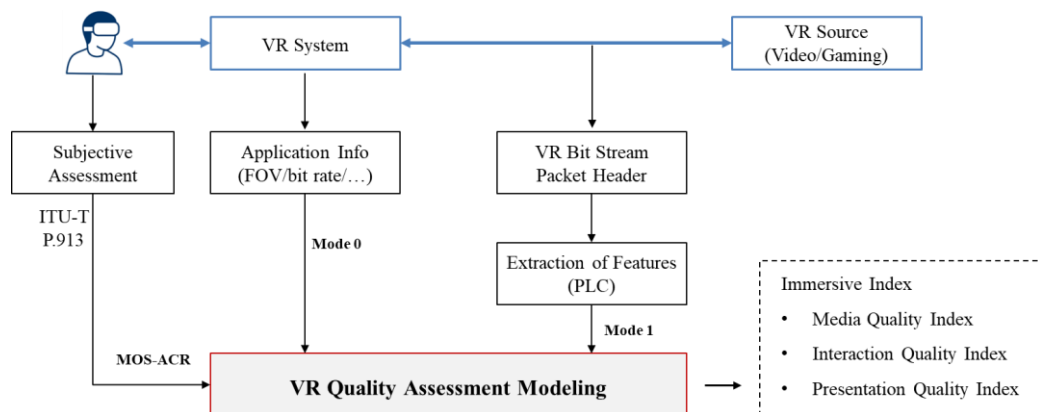 VR System
VR Source
(Video/Gaming)
Subjective
Assessment
Application Info
(FOV/bit rate/…)
VR Bit Stream
Packet Header
ITU-T
P.913
Mode 0
Extraction of Features
(PLC)
Mode 1
MOS-ACR
VR Quality Assessment Modeling
Immersive Index
• Media Quality Index
• Interaction Quality Index
• Presentation Quality Index